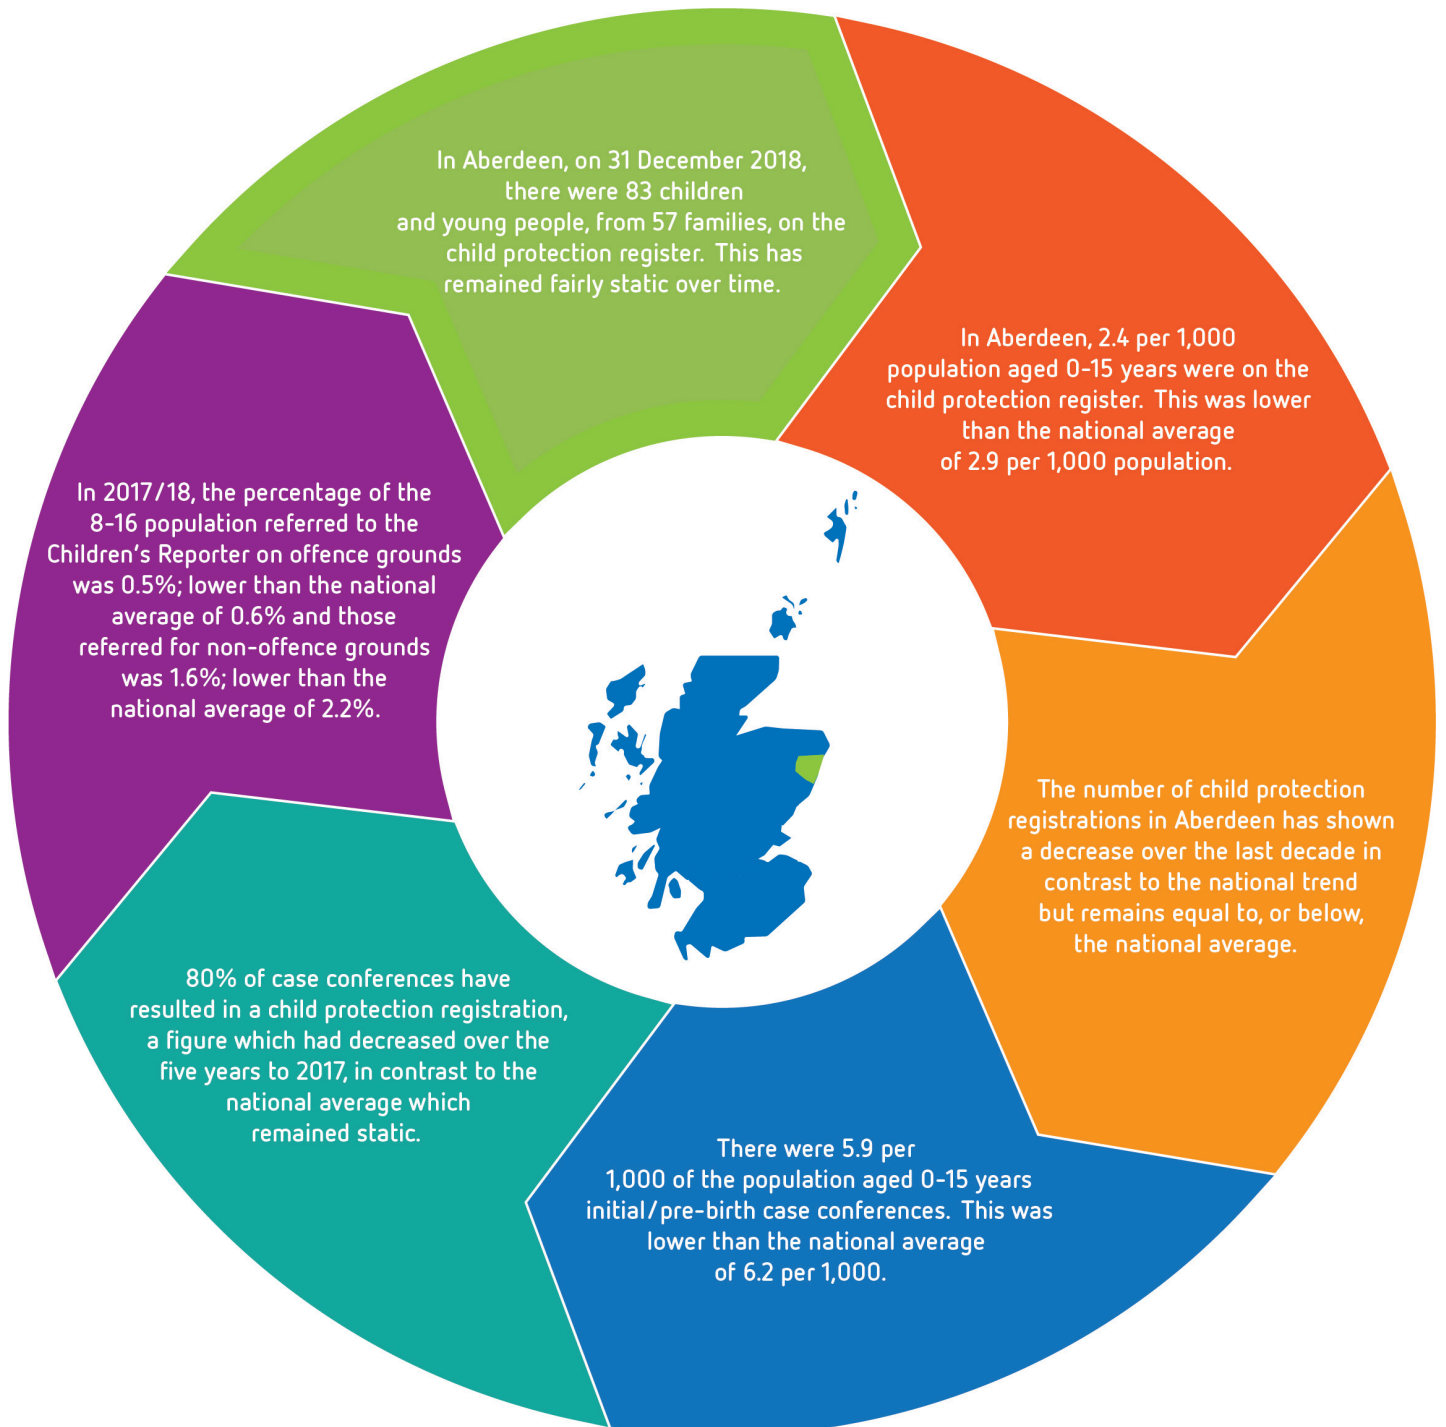 In Aberdeen, on 31 December 2018,
there were 83 children
and young people, from 57 families, on the
child protection register. This has
remained fairly static over time.
In Aberdeen, 2.4 per 1,000
population aged 0-15 years were on the
child protection register. This was lower
than the national average
of 2.9 per 1,000 population.
The number of child protection
registrations in Aberdeen has shown
a decrease over the last decade in
contrast to the national trend
but remains equal to, or below,
the national average.
There were 5.9 per
1,000 of the population aged 0-15 years
initial/pre-birth case conferences. This was
lower than the national average
of 6.2 per 1,000.
80% of case conferences have
resulted in a child protection registration,
a figure which had decreased over the
five years to 2017, in contrast to the
national average which
remained static.
In 2017/18, the percentage of the
8-16 population referred to the
Children's Reporter on offence grounds
was 0.5%; lower than the national
average of 0.6% and those
referred for non-offence grounds
was 1.6%; lower than the
national average of 2.2%.